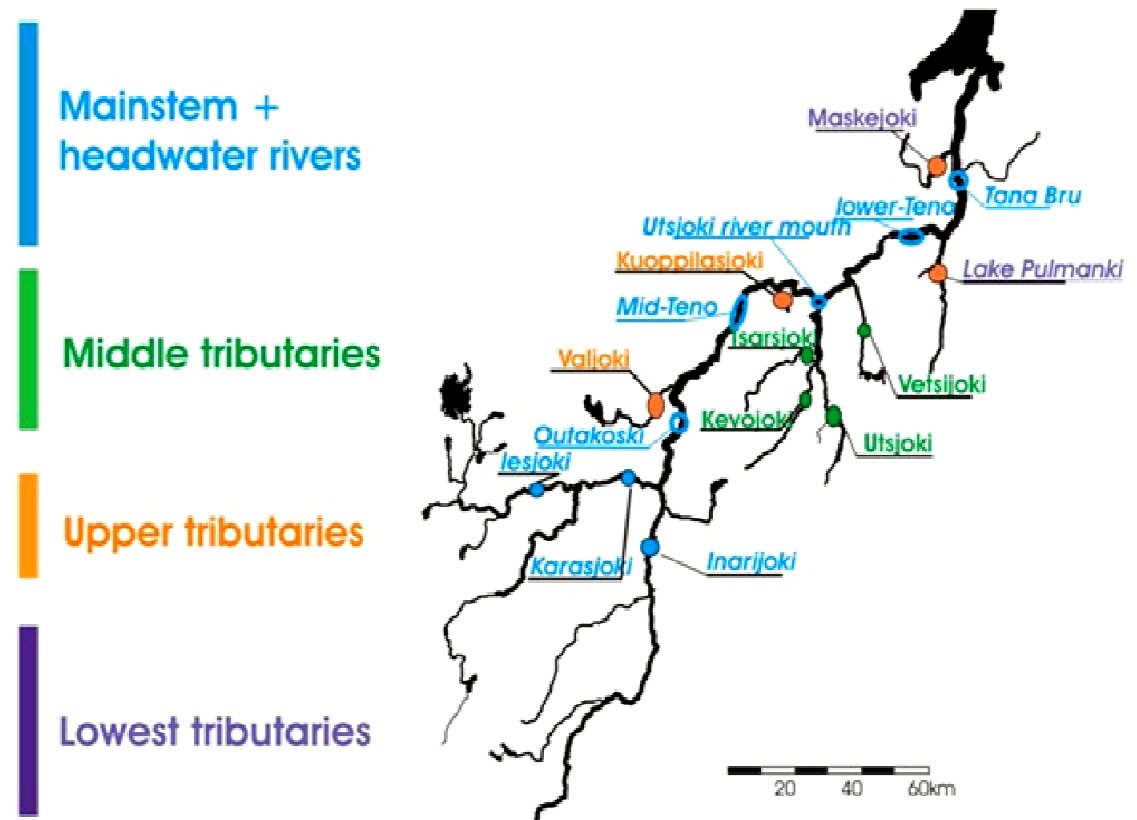 Mainstem +
headwater rivers
Middle tributaries
Upper tributaries
Lowest tributaries
Maskejoki
Tana Bru
lower-Teno
Utsjoki river mouth
Kuoppilasjoki
Lake Pulmanki
Mid-Teno
Tsarsjoki
Valjoki
Vetsijoki
Kevojoki
Outakoski
Utsjoki
Iesjoki
Karasjoki
Inarijoki
20 40 60km